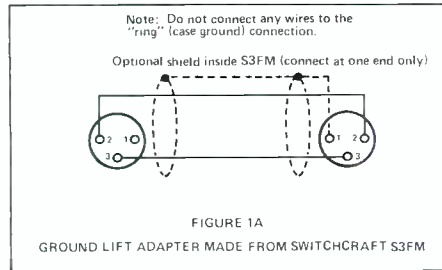 Note: Do not connect any wires to the
"ring" (case ground) connection.
Optional shield inside S3FM (connect at one end only)
2 1
3
1 2
3
FIGURE 1A
GROUND LIFT ADAPTER MADE FROM SWITCHCRAFT S3FM